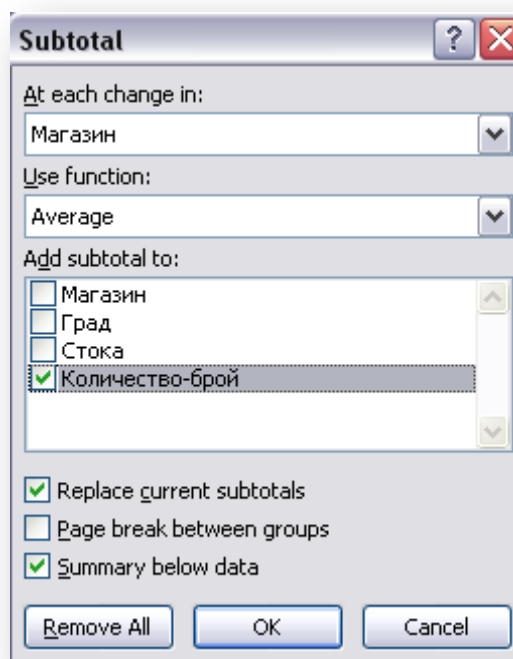 Subtotal
At each change in:
Магазин
Use function:
Average
Add subtotal to:
Магазин
Град
Стока
Количество-брой
Replace current subtotals
Page break between groups
Summary below data
Remove All OK Cancel